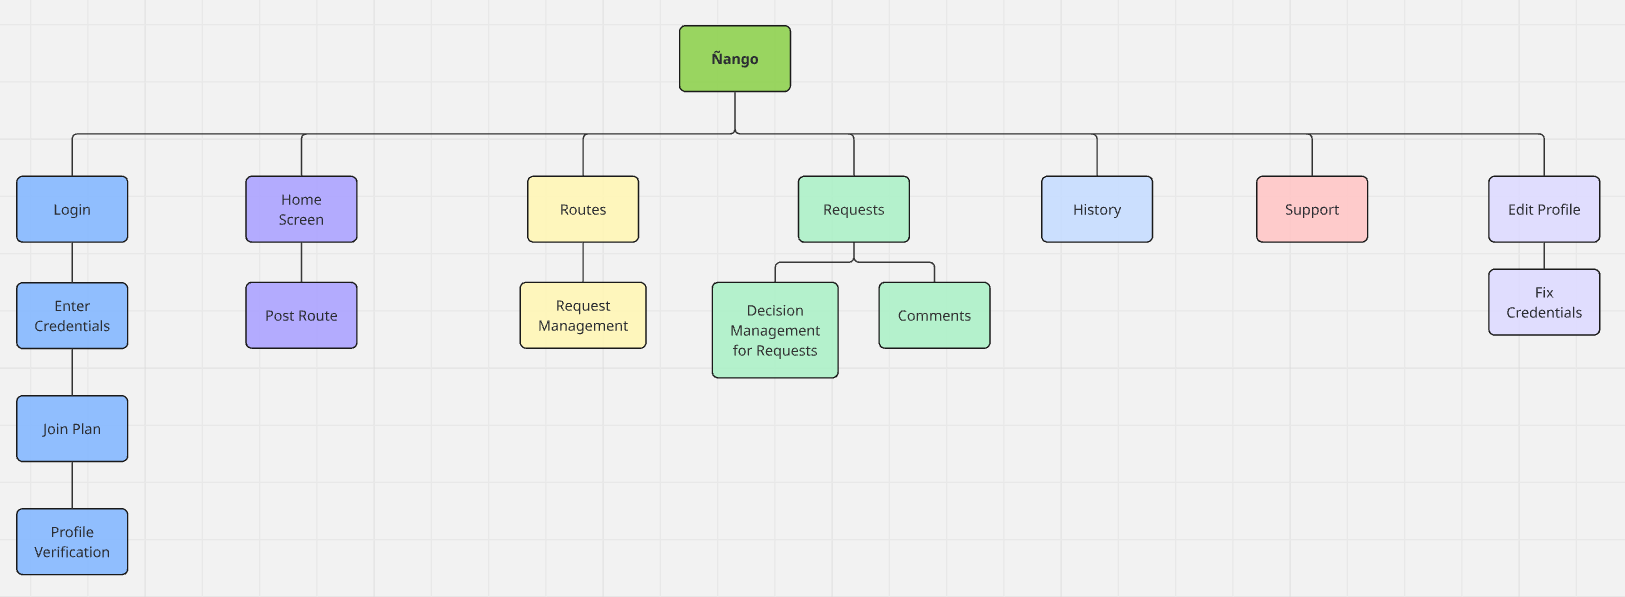 Ñango
Login
Home
Screen
Routes
Requests
History
Support
Edit Profile
Enter
Credentials
Post Route
Request
Management
Decision
Management
for Requests
Comments
Fix
Credentials
Join Plan
Profile
Verification